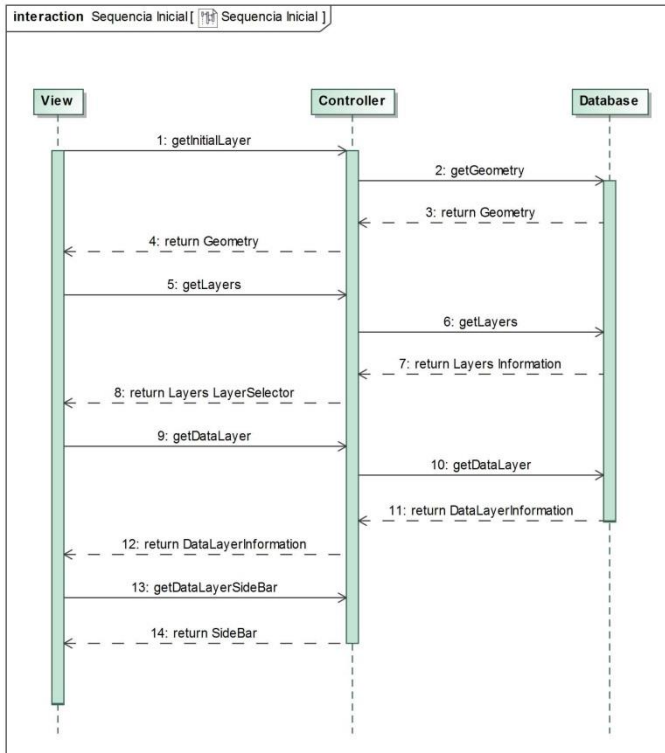 interaction Sequencia Inicial [ Sequencia Inicial ]
View
Controller
Database
1: getInitialLayer
2: getGeometry
3: return Geometry
4: return Geometry
5: getLayers
6: getLayers
7: return Layers Information
8: return Layers LayerSelector
9: getDataLayer
10: getDataLayer
11: return DataLayerInformation
12: return DataLayerInformation
13: getDataLayerSideBar
14: return SideBar